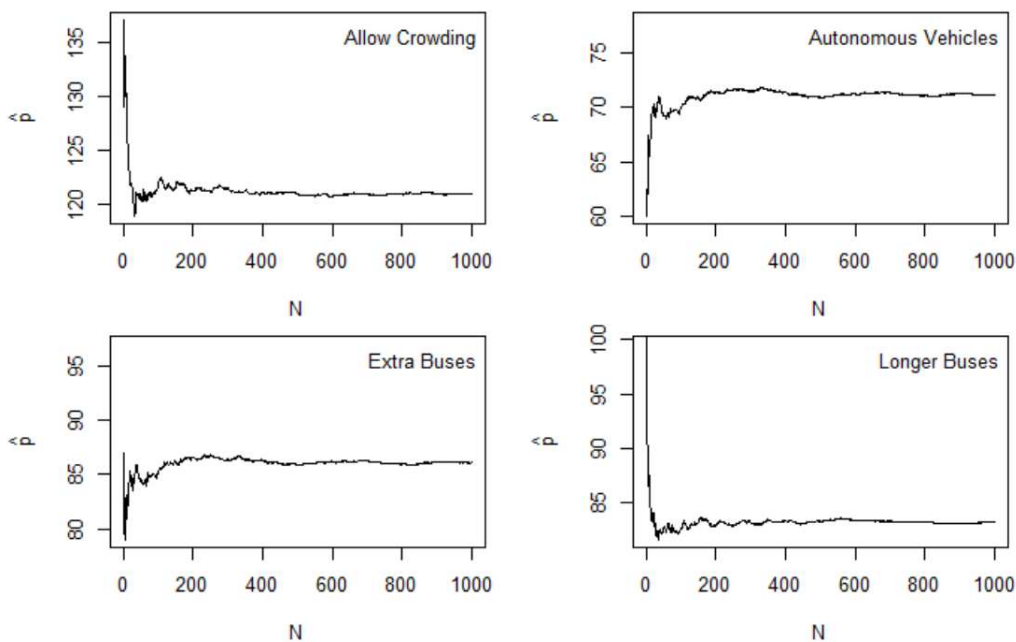 Allow Crowding
135
130
125
120
p̂
0 200 400 600 800 1000
N
Autonomous Vehicles
75
70
65
60
p̂
0 200 400 600 800 1000
N
Extra Buses
95
90
85
80
p̂
0 200 400 600 800 1000
N
Longer Buses
100
95
90
85
p̂
0 200 400 600 800 1000
N